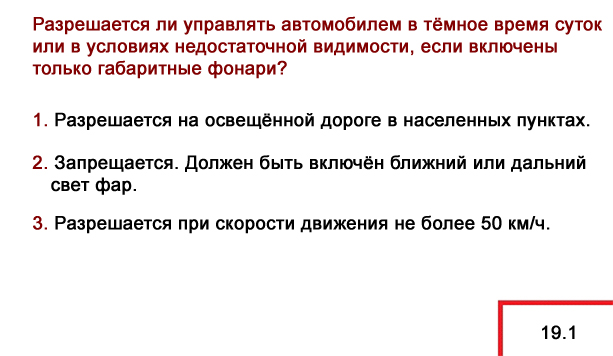 Разрешается ли управлять автомобилем в тёмное время суток
или в условиях недостаточной видимости, если включены
только габаритные фонари?
1. Разрешается на освещённой дороге в населенных пунктах.
2. Запрещается. Должен быть включён ближний или дальний
свет фар.
3. Разрешается при скорости движения не более 50 км/ч.
19.1